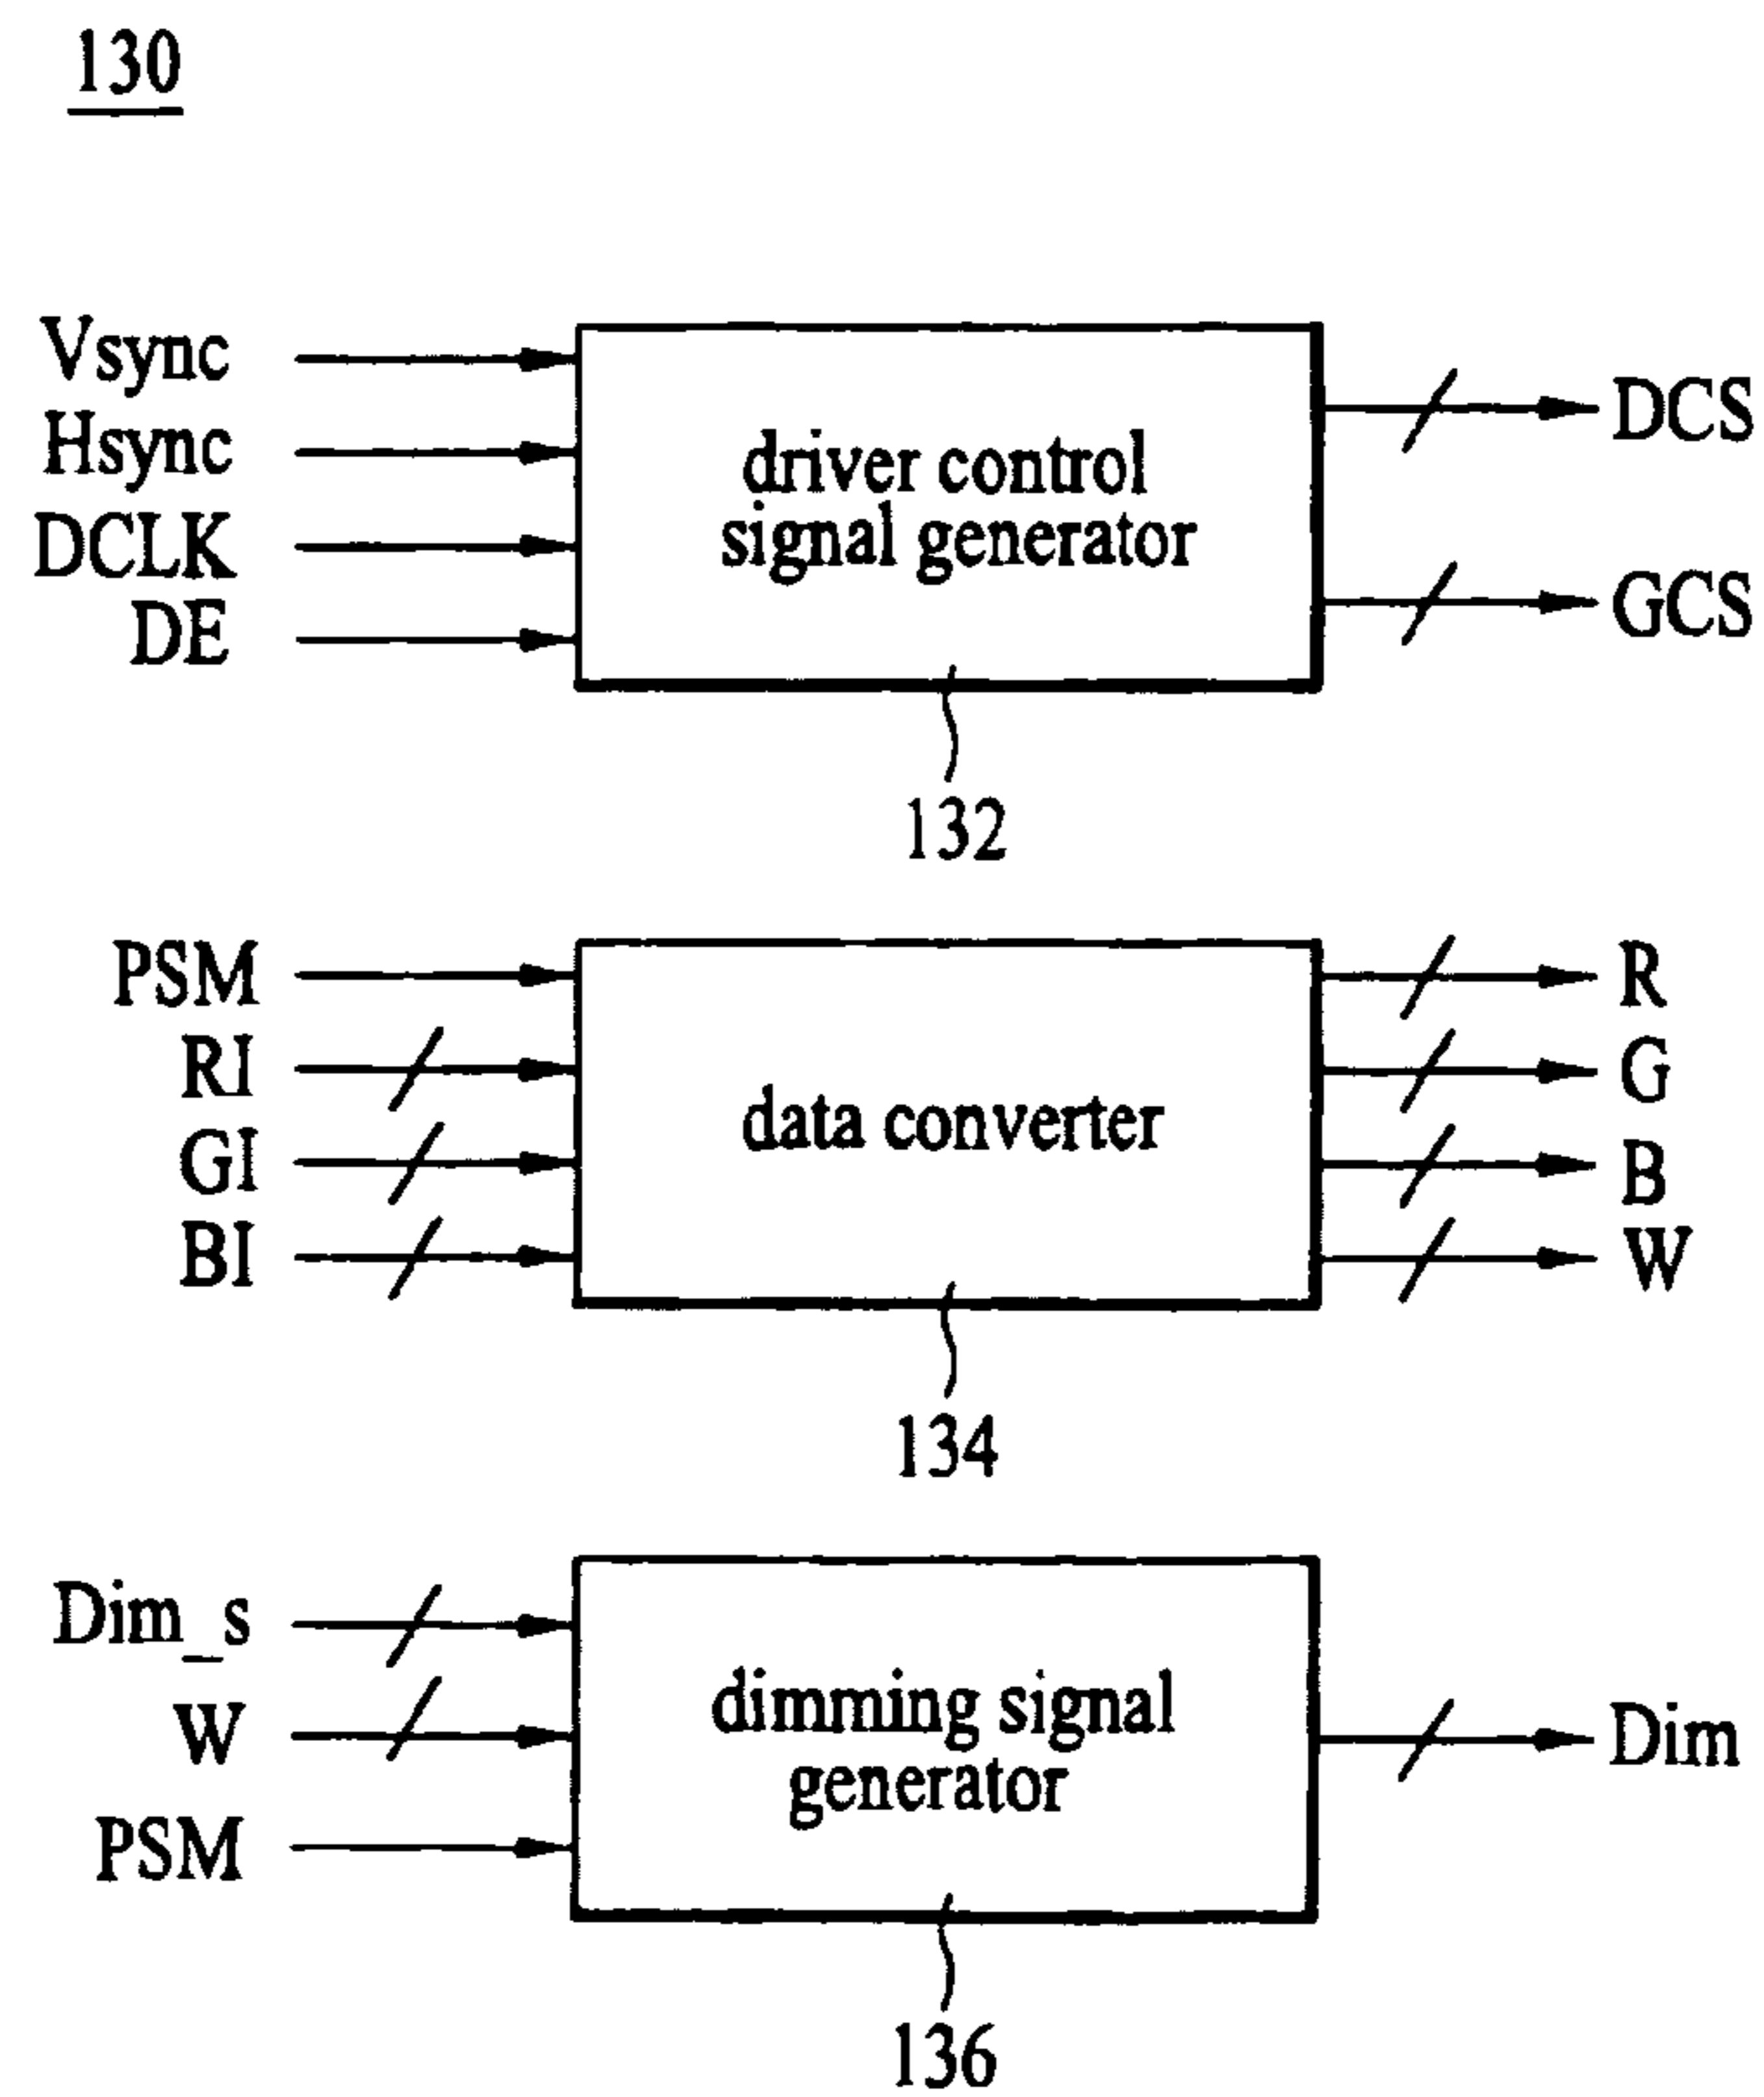 130
Vsync
Hsync
DCLK
DE
driver control
signal generator
DCS
GCS
132
PSM
RI
GI
BI
data converter
R
G
B
W
134
Dim_s
W
PSM
dimming signal
generator
Dim
136